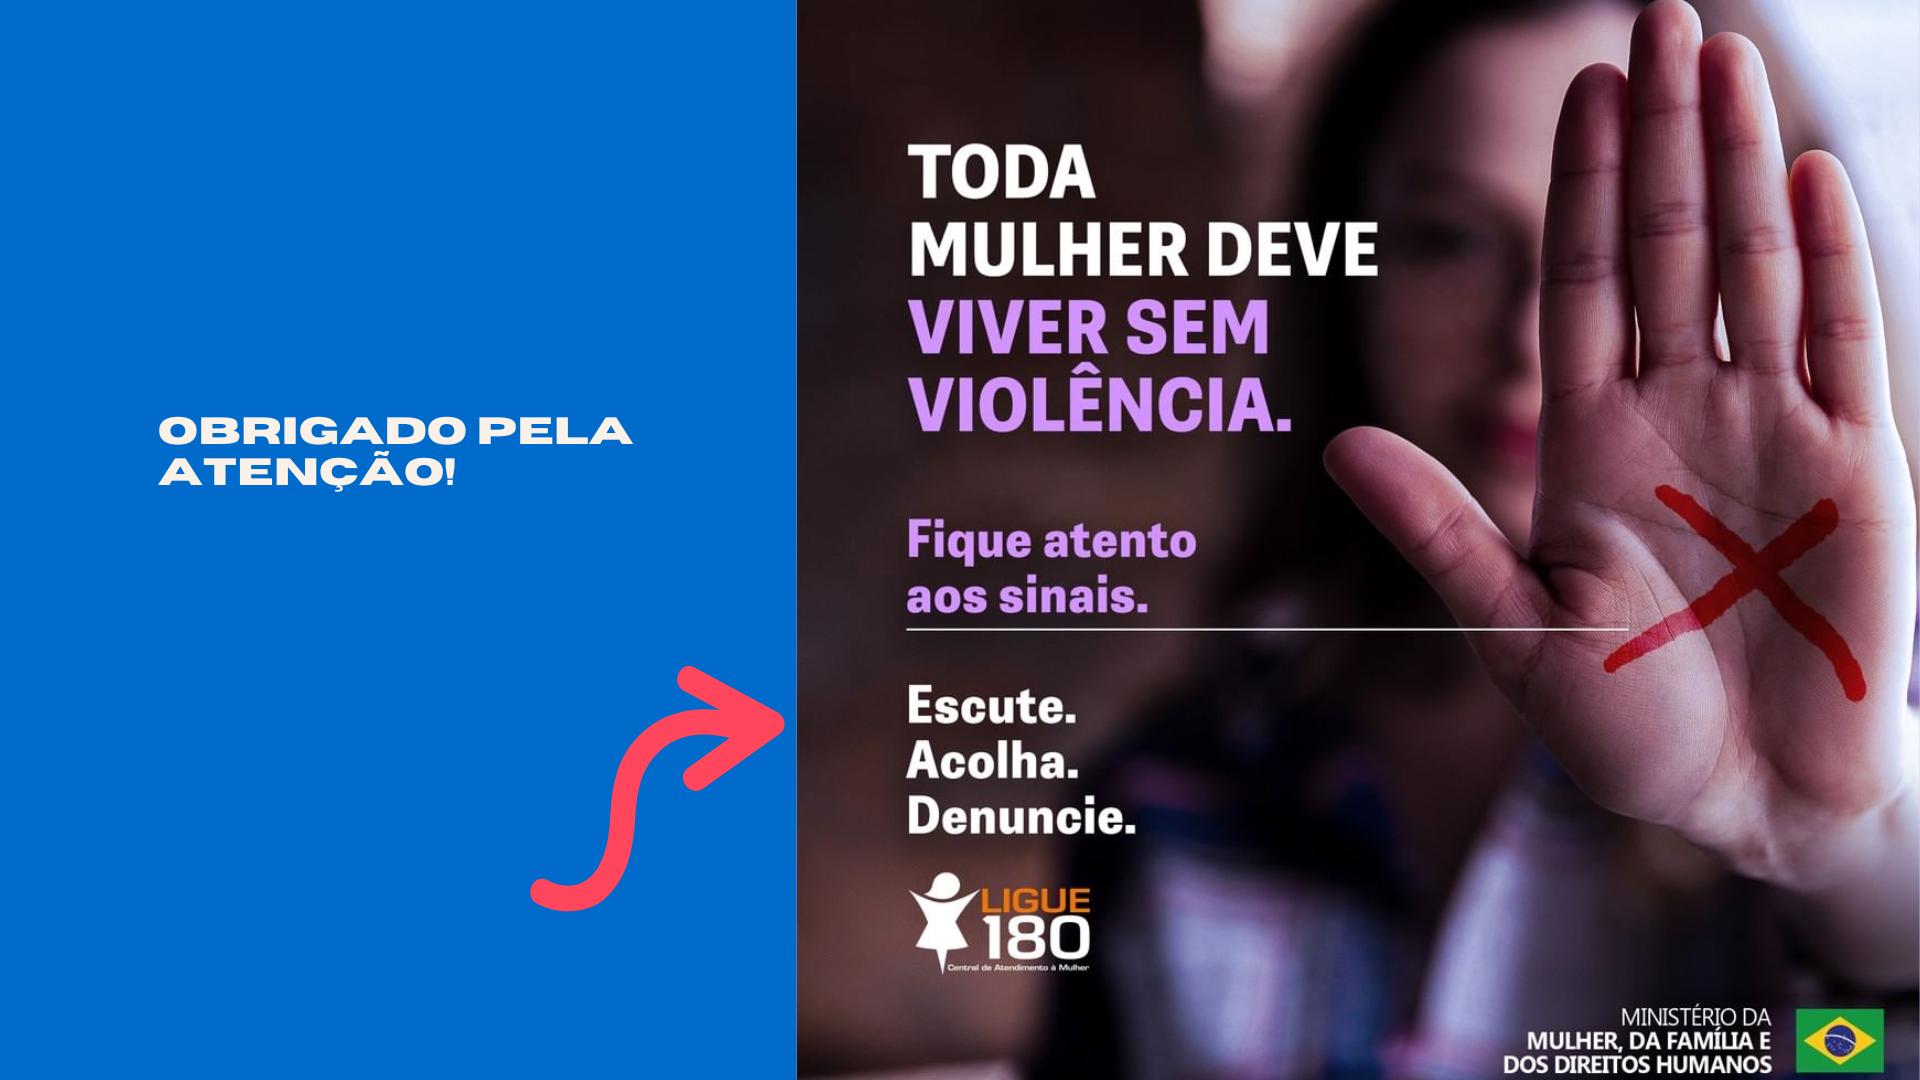 OBRIGADO PELA
ATENÇÃO!
TODA
MULHER DEVE
VIVER SEM
VIOLÊNCIA.
Fique atento
aos sinais.
Escute.
Acolha.
Denuncie.
LIGUE
180
Central de Atendimento à Mulher
MINISTÉRIO DA
MULHER, DA FAMÍLIA E
DOS DIREITOS HUMANOS